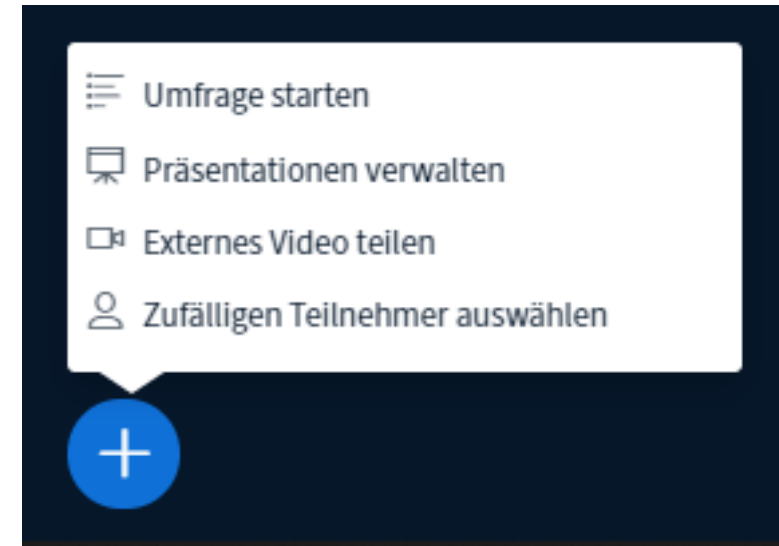 Umfrage starten
Präsentationen verwalten
Externes Video teilen
Zufälligen Teilnehmer auswählen